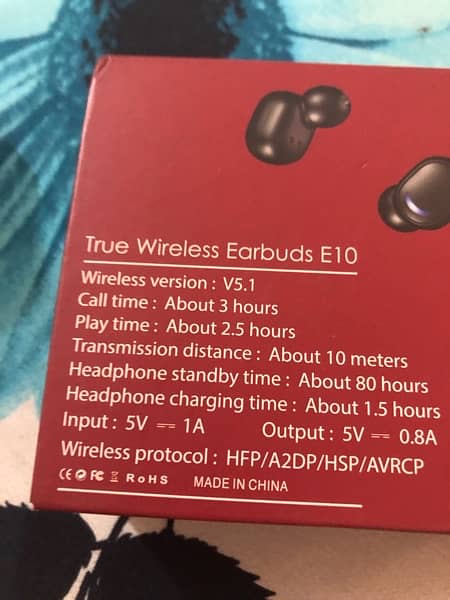 True Wireless Earbuds E10
Wireless version : V5.1
Call time : About 3 hours
Play time : About 2.5 hours
Transmission distance : About 10 meters
Headphone standby time : About 80 hours
Headphone charging time : About 1.5 hours
Input : 5V ⎓ 1A Output : 5V ⎓ 0.8A
Wireless protocol : HFP/A2DP/HSP/AVRCP
CE FC RoHS MADE IN CHINA